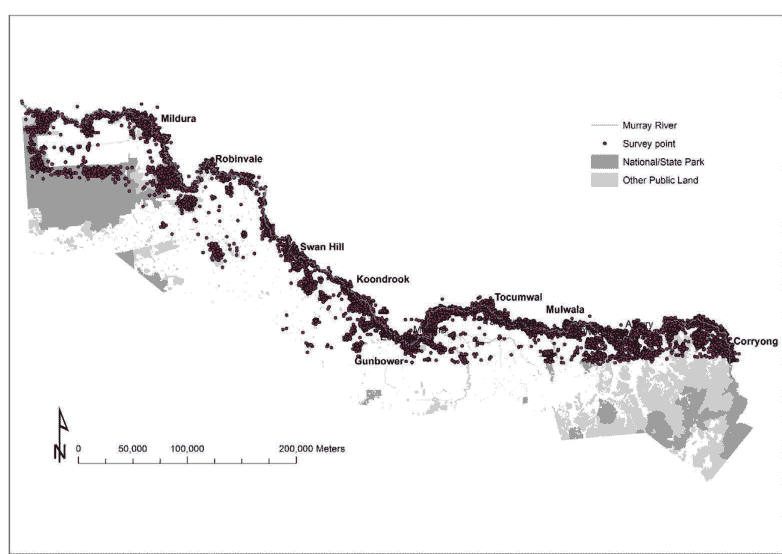 Mildura
Robinvale
Swan Hill
Koondrook
Tocumwal
Mulwala
Corryong
Gunbower
Murray River
Survey point
National/State Park
Other Public Land
N
0 50,000 100,000 200,000 Meters